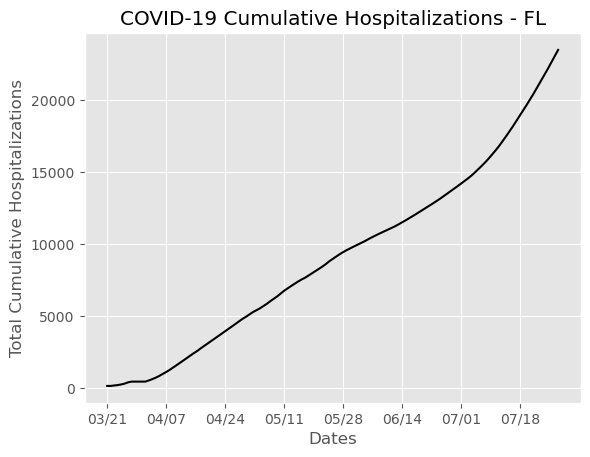 COVID-19 Cumulative Hospitalizations - FL
Total Cumulative Hospitalizations
20000
15000
10000
5000
0
03/21 04/07 04/24 05/11 05/28 06/14 07/01 07/18
Dates